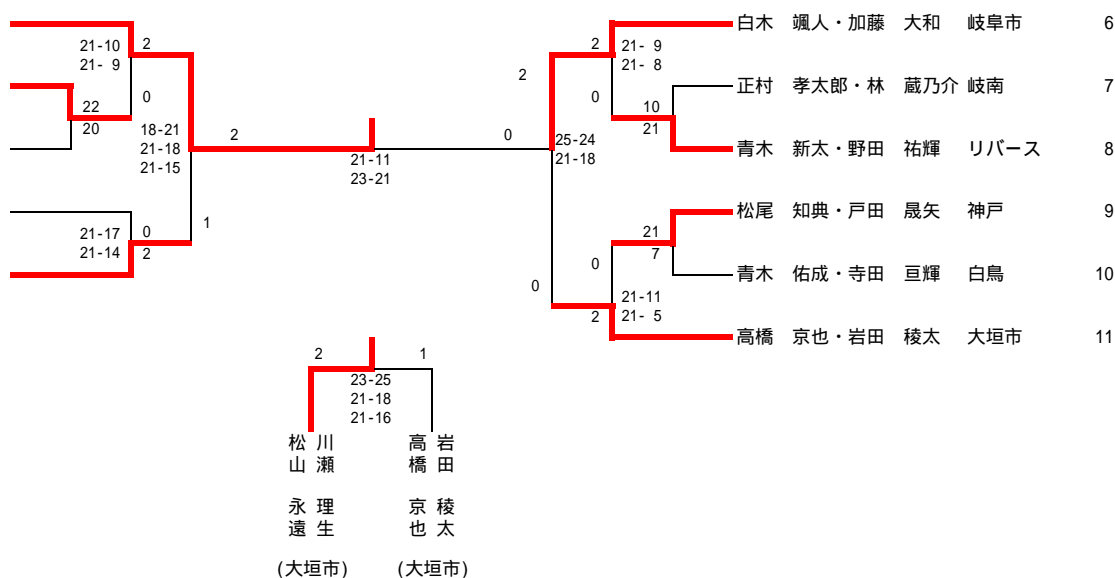 白木　颯人・加藤　大和　岐阜市　6
21-10 2
21- 9
2 21- 9
21- 8
2
正村　孝太郎・林　蔵乃介 岐南　7
22 0
20
0 10
21
18-21 2
21-18
21-15
21-11 0
23-21
25-24
21-18
青木　新太・野田　祐輝　リバース　8
松尾　知典・戸田　晟矢　神戸　9
1
21-17 0
21-14 2
21
7
0
0
青木　佑成・寺田　亘輝　白鳥　10
21-11
2 21- 5
高橋　京也・岩田　稜太　大垣市　11
2 1
23-25
21-18
21-16
松山　永遠
川瀬　理生
(大垣市)
高橋　京也
岩田　稜太
(大垣市)